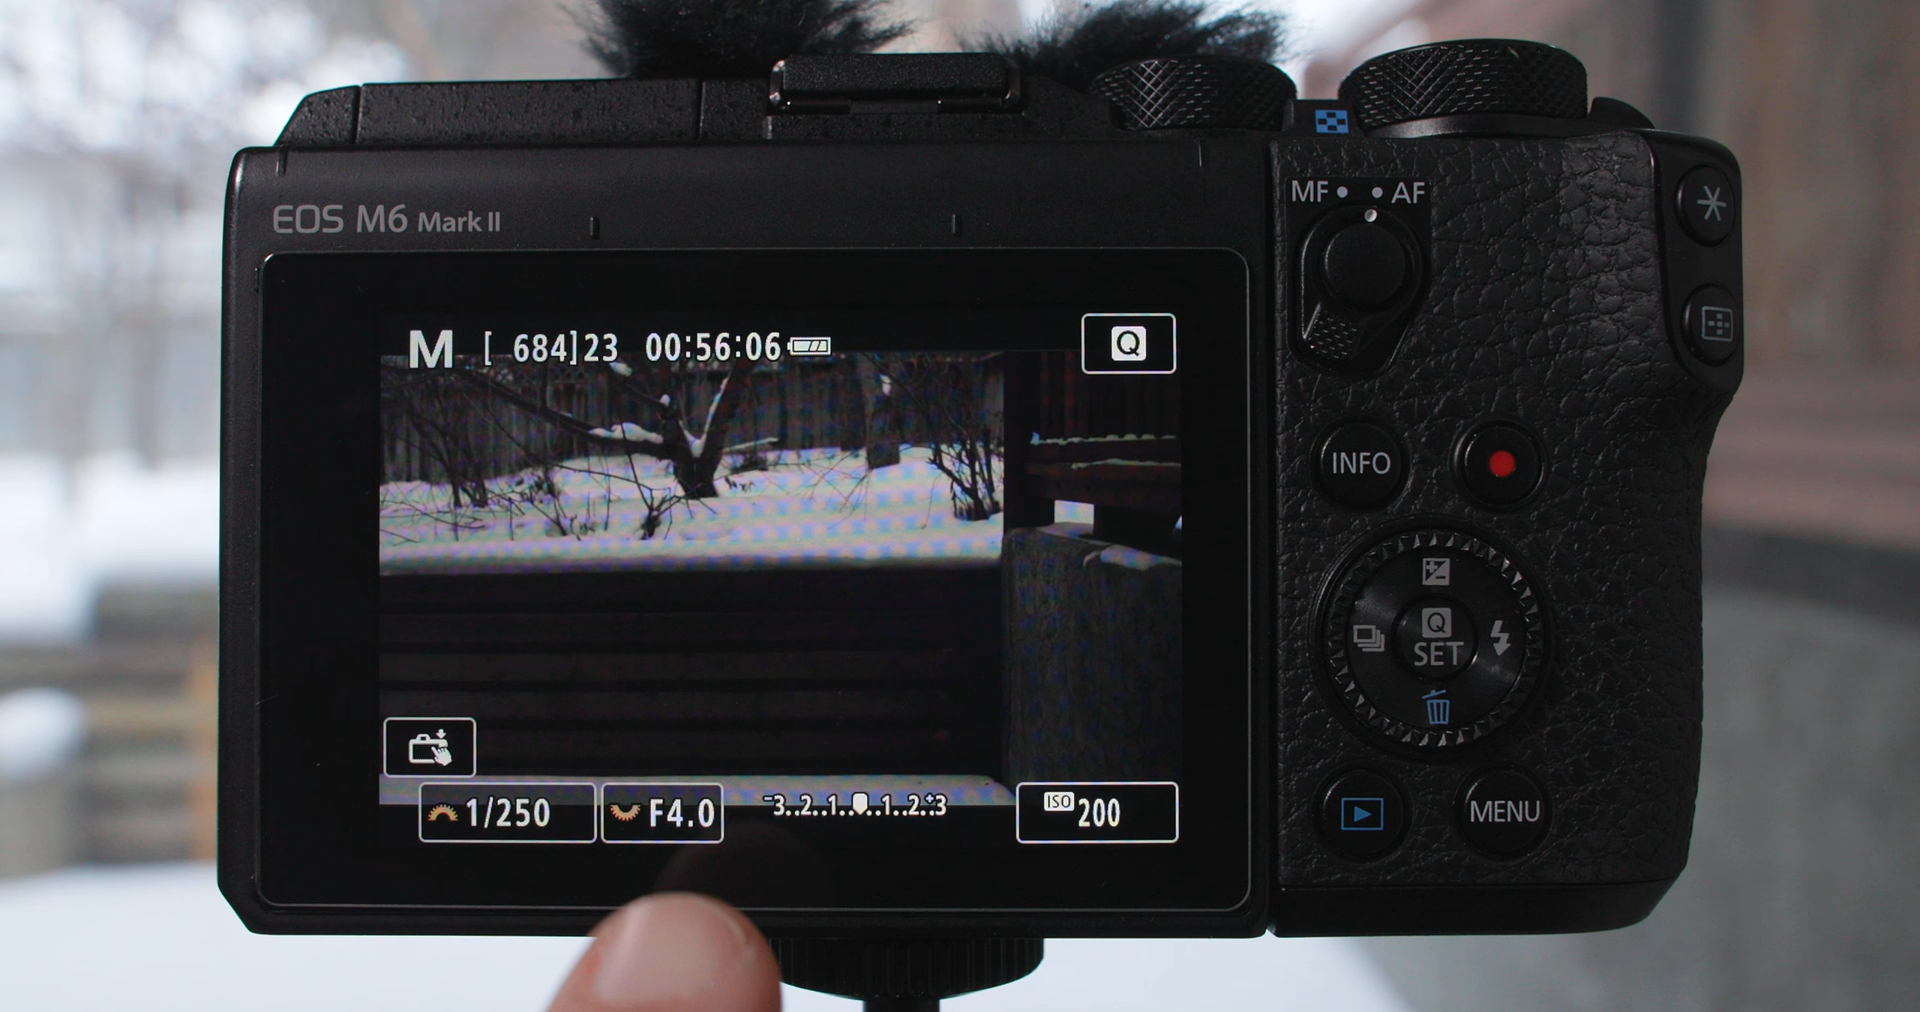 MF AF
EOS M6 Mark II
M [ 684]23 00:56:06 Q
INFO
Q
SET
1/250 F4.0 -3..2..1..0..1..2..+3 ISO 200
MENU